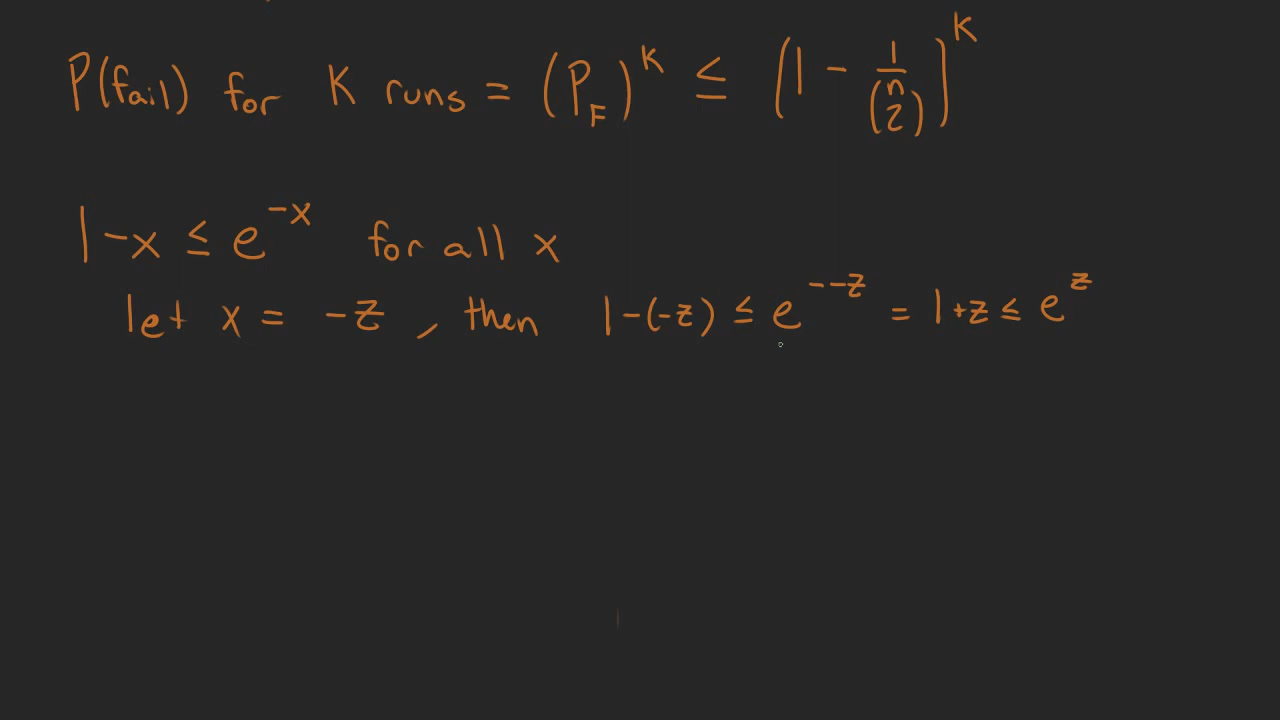 P(fail) for K runs = (P_F)^K ≤ (1 - 1/(n 2))^K
1-x ≤ e^{-x} for all x
let x = -z, then 1-(-z) ≤ e^{--z} = 1+z ≤ e^z